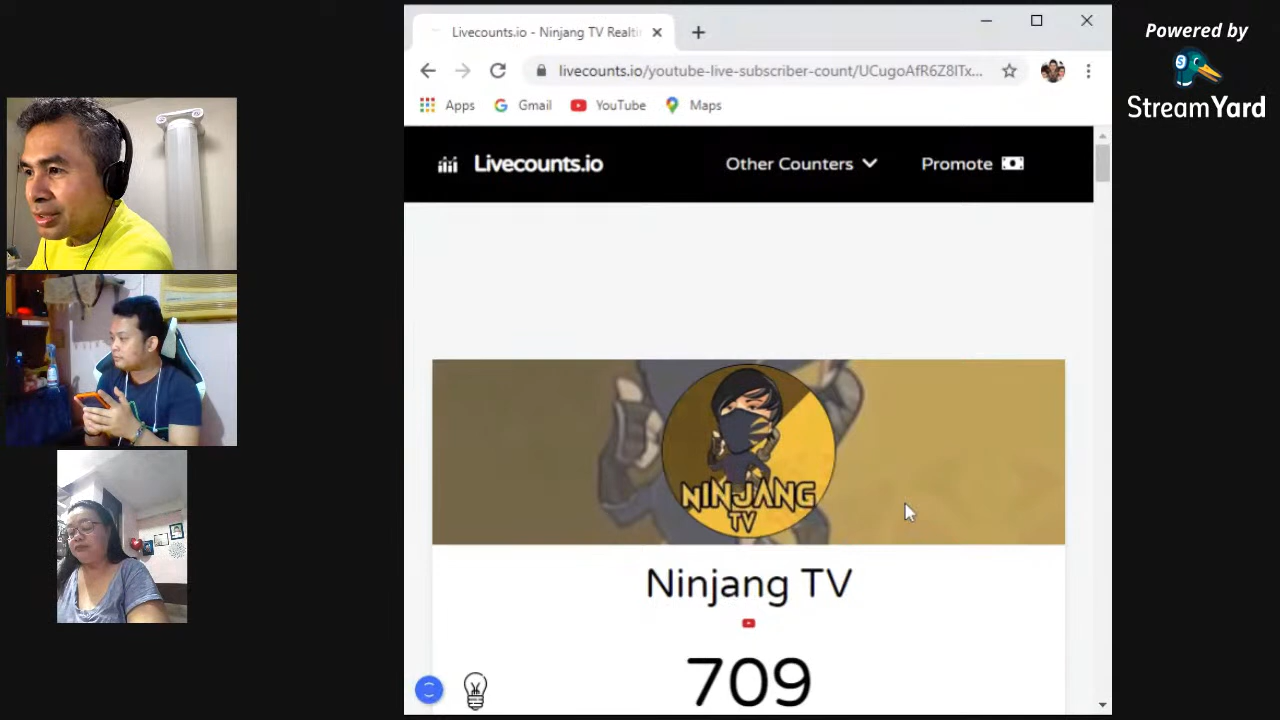 Livecounts.io - Ninjang TV Realti
livecounts.io/youtube-live-subscriber-count/UCugoAfR6Z8lTx...
Apps
Gmail
YouTube
Maps
Livecounts.io
Other Counters
Promote
NINJANG
TV
Ninjang TV
709
Powered by
StreamYard